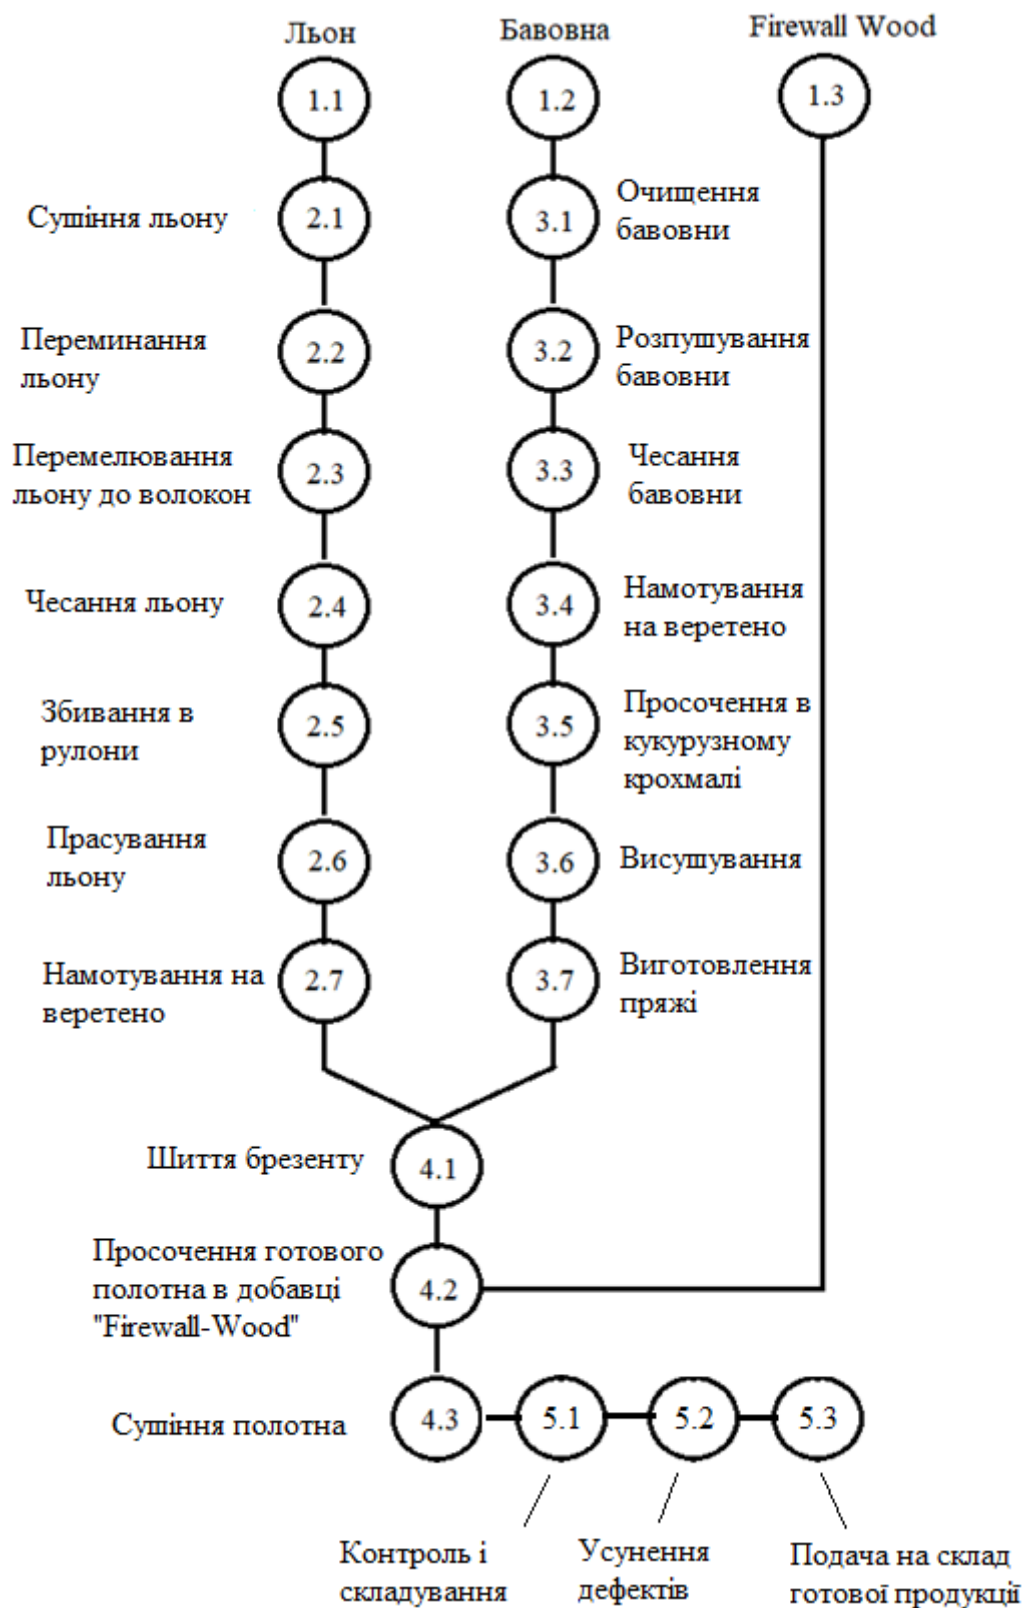 Льон
Бавовна
Firewall Wood
1.1
1.2
1.3
Сушіння льону
2.1
3.1
Очищення
бавовни
Переминання
льону
2.2
3.2
Розпушування
бавовни
Перемелювання
льону до волокон
2.3
3.3
Чесання
бавовни
Чесання льону
2.4
3.4
Намотування
на веретено
Збивання в
рулони
2.5
3.5
Просочення в
кукурузному
крохмалі
Прасування
льону
2.6
3.6
Висушування
Намотування на
веретено
2.7
3.7
Виготовлення
пряжі
Шиття брезенту
4.1
Просочення готового
полотна в добавці
"Firewall-Wood"
4.2
Сушіння полотна
4.3
5.1
5.2
5.3
Контроль і
складування
Усунення
дефектів
Подача на склад
готової продукції